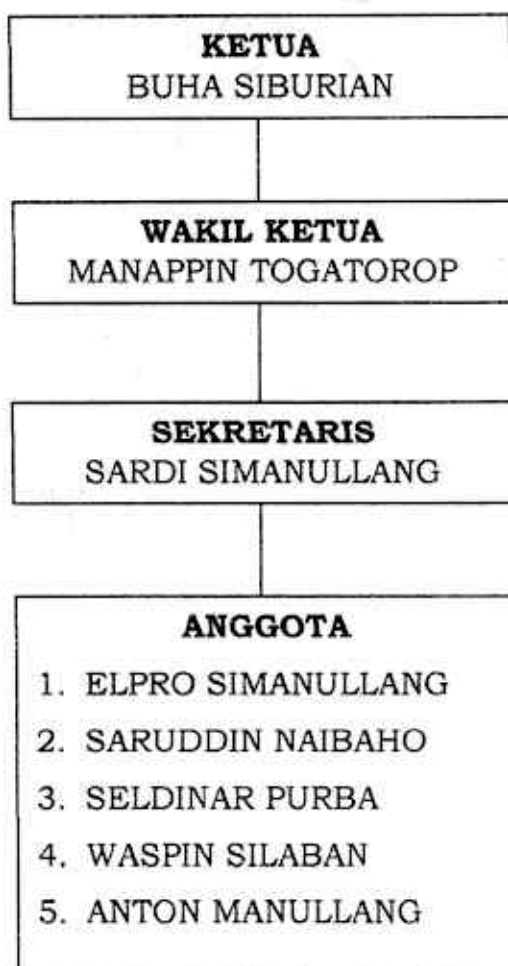 KETUA
BUHA SIBURIAN
WAKIL KETUA
MANAPPIN TOGATOROP
SEKRETARIS
SARDI SIMANULLANG
ANGGOTA
1. ELPRO SIMANULLANG
2. SARUDDIN NAIBAHO
3. SELDINAR PURBA
4. WASPIN SILABAN
5. ANTON MANULLANG